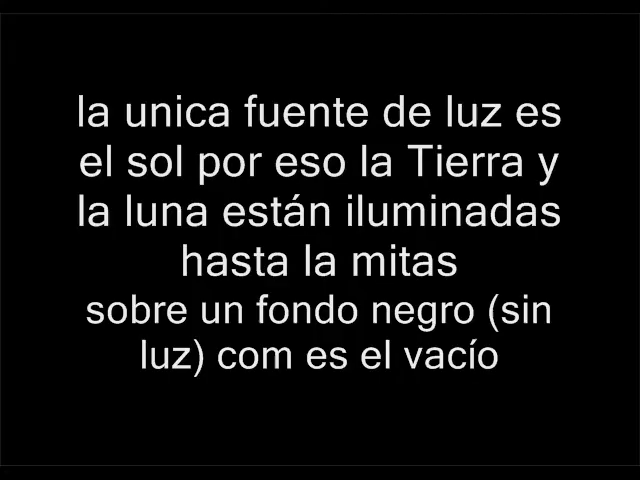 la unica fuente de luz es
el sol por eso la Tierra y
la luna están iluminadas
hasta la mitas
sobre un fondo negro (sin
luz) com es el vacío